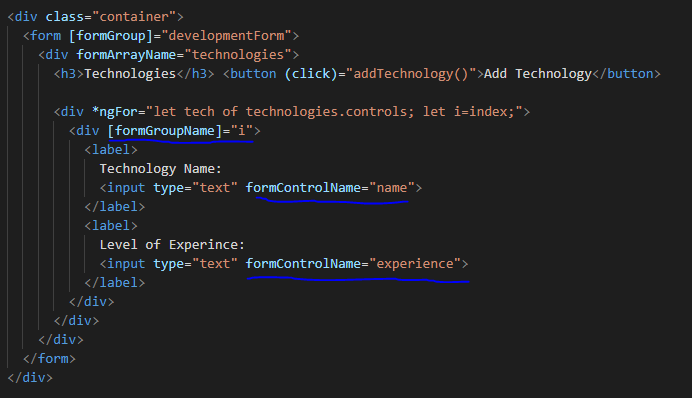 <div class="container">
<form [formGroup]="developmentForm">
<div formArrayName="technologies">
<h3>Technologies</h3> <button (click)="addTechnology()">Add Technology</button>
<div *ngFor="let tech of technologies.controls; let i=index;">
<div [formGroupName]="i">
<label>
Technology Name:
<input type="text" formControlName="name">
</label>
<label>
Level of Experince:
<input type="text" formControlName="experience">
</label>
</div>
</div>
</div>
</form>
</div>